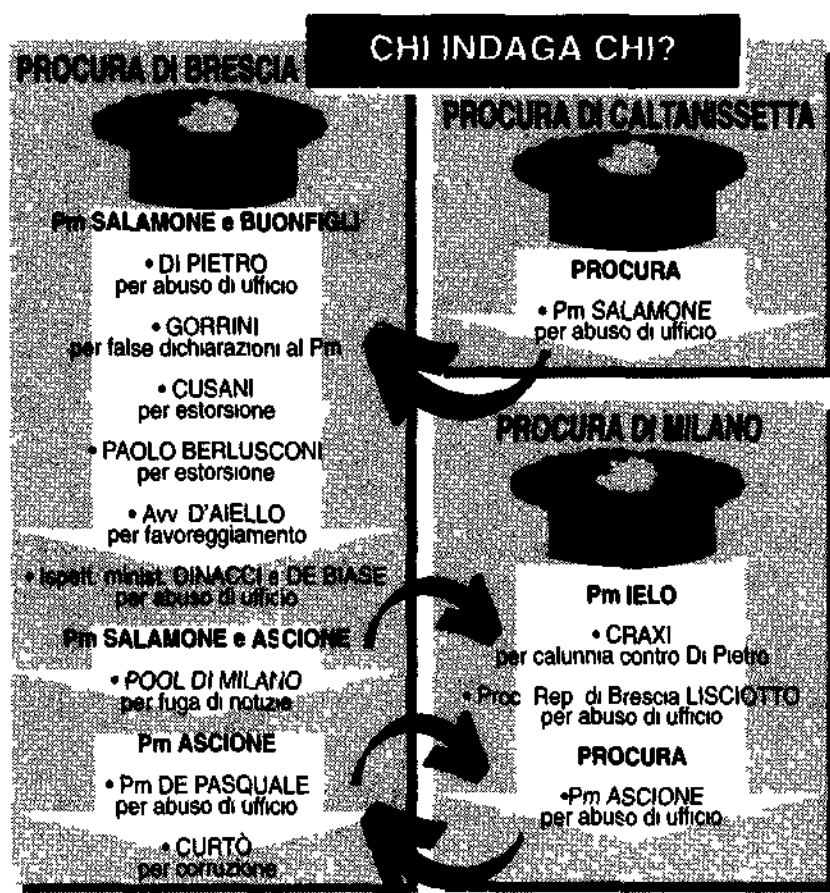 CHI INDAGA CHI?
PROCURA DI BRESCIA
Pm SALAMONE e BUONFIGLI
• DI PIETRO
per abuso di ufficio
• GORRINI
per false dichiarazioni al Pm
• CUSANI
per estorsione
• PAOLO BERLUSCONI
per estorsione
• Avv D'AIELLO
per favoreggiamento
• Ispett. minist. DINACCI e DE BIASE
per abuso di ufficio
Pm SALAMONE e ASCIONE
• POOL DI MILANO
per fuga di notizie
Pm ASCIONE
• Pm DE PASQUALE
per abuso di ufficio
• CURTÒ
per corruzione
PROCURA DI CALTANISSETTA
PROCURA
• Pm SALAMONE
per abuso di ufficio
PROCURA DI MILANO
Pm IELO
• CRAXI
per calunnia contro Di Pietro
• Proc Rep di Brescia LISCIOTTO
per abuso di ufficio
PROCURA
•Pm ASCIONE
per abuso di ufficio